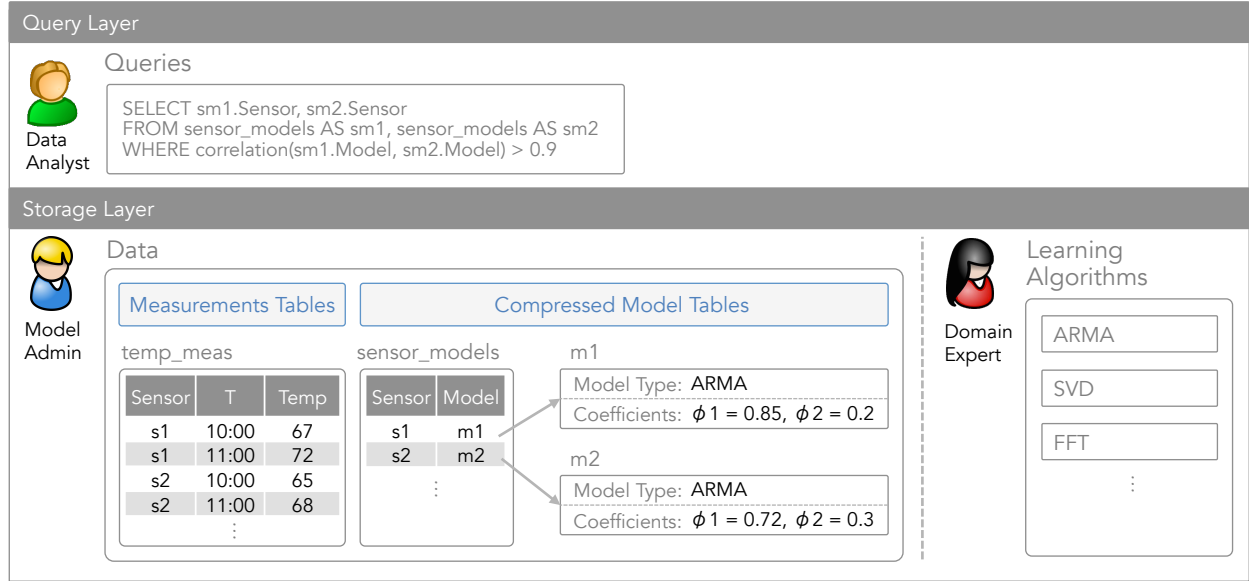 Query Layer
Data
Analyst
Queries
SELECT sm1.Sensor, sm2.Sensor
FROM sensor_models AS sm1, sensor_models AS sm2
WHERE correlation(sm1.Model, sm2.Model) > 0.9
Storage Layer
Model
Admin
Data
Measurements Tables
Compressed Model Tables
temp_meas
Sensor T Temp
s1 10:00 67
s1 11:00 72
s2 10:00 65
s2 11:00 68
⋮
sensor_models
Sensor Model
s1 m1
s2 m2
⋮
m1
Model Type: ARMA
Coefficients: ϕ1 = 0.85, ϕ2 = 0.2
m2
Model Type: ARMA
Coefficients: ϕ1 = 0.72, ϕ2 = 0.3
Domain
Expert
Learning
Algorithms
ARMA
SVD
FFT
⋮